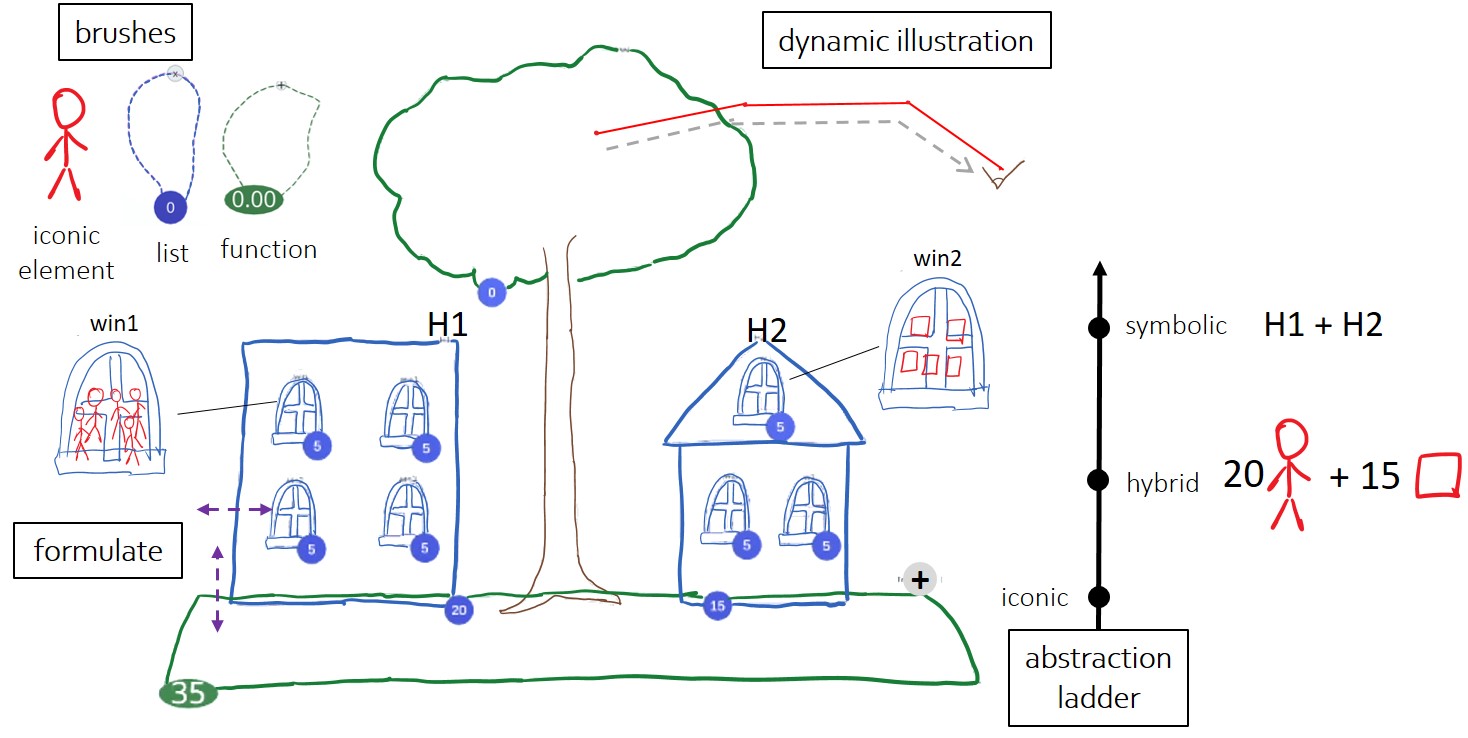 brushes
dynamic illustration
x
+
0
0.00
iconic
element
list
function
0
win2
win1
H1
H2
symbolic
H1 + H2
5
5
5
hybrid
20 + 15
formulate
5
5
5
5
+
iconic
20
15
35
abstraction
ladder